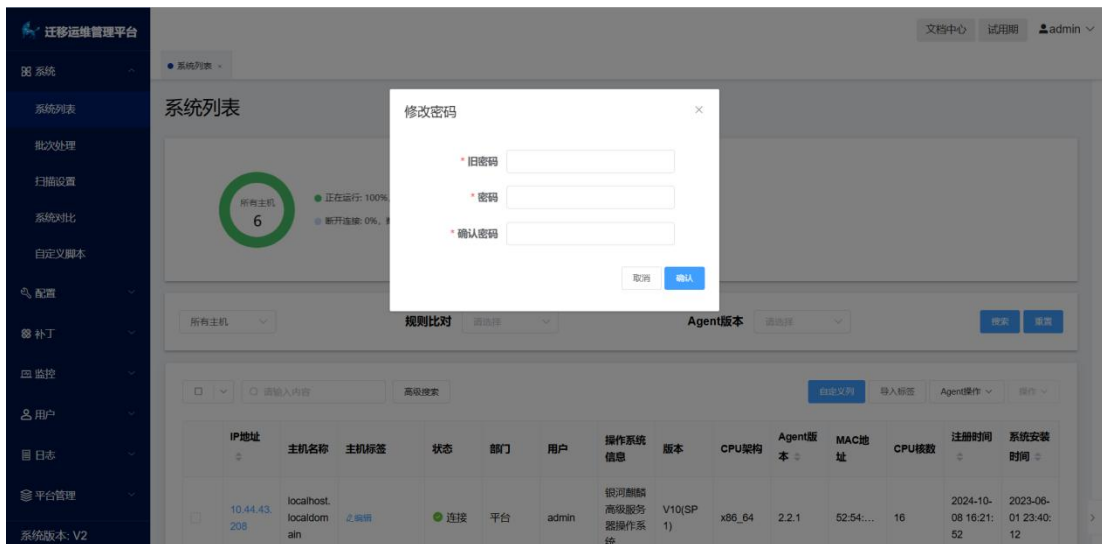 迁移运维管理平台
文档中心 试用期 admin
系统
系统列表
系统列表
批次处理
扫描设置
系统对比
自定义脚本
配置
补丁
监控
用户
日志
平台管理
系统版本: V2
系统列表
所有主机
6
正在运行: 100%,
断开连接: 0%,
修改密码
* 旧密码
* 密码
* 确认密码
取消 确认
所有主机 规则比对 请选择 Agent版本 请选择 搜索 重置
请输入内容 高级搜索 自定义列 导入标签 Agent操作 操作
IP地址 主机名称 主机标签 状态 部门 用户 操作系统信息 版本 CPU架构 Agent版本 MAC地址 CPU核数 注册时间 系统安装时间
10.44.43.208 localhost.localdomain 编辑 连接 平台 admin 银河麒麟高级服务器操作系统 V10(SP1) x86_64 2.2.1 52:54:... 16 2024-10-08 16:21:52 2023-06-01 23:40:12